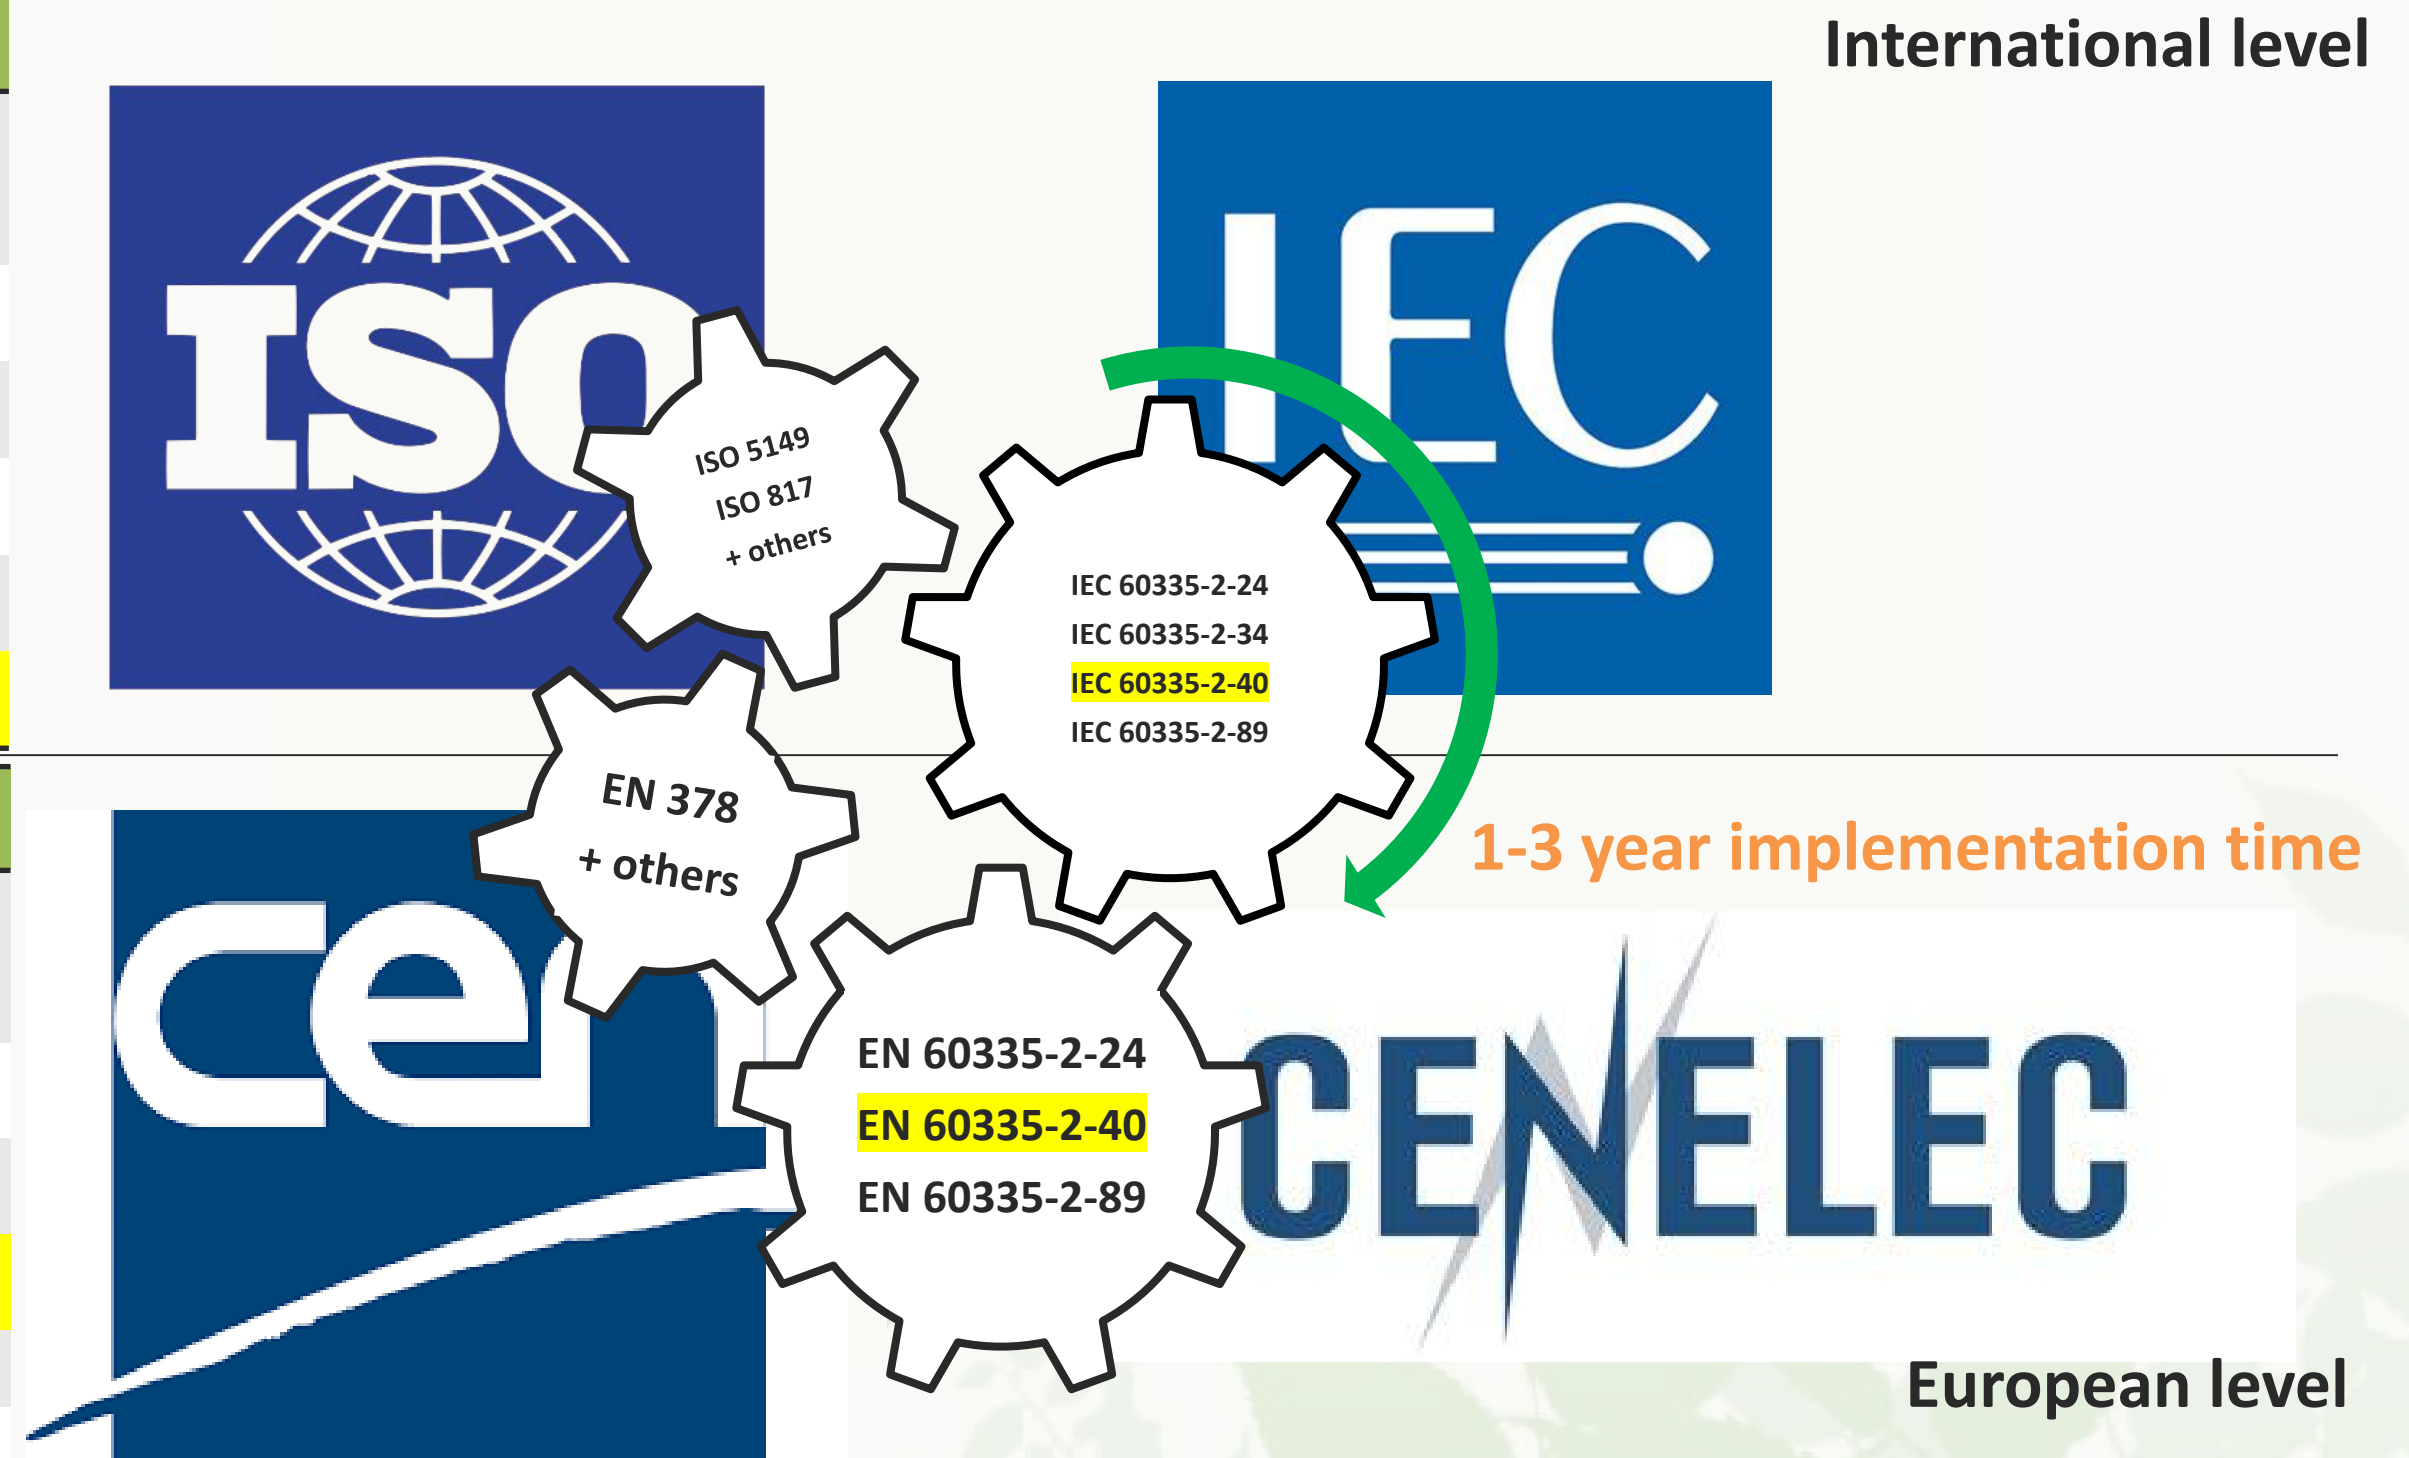 International level
ISO
IEC
ISO 5149
ISO 817
+ others
IEC 60335-2-24
IEC 60335-2-34
IEC 60335-2-40
IEC 60335-2-89
EN 378
+ others
1-3 year implementation time
cen
EN 60335-2-24
EN 60335-2-40
EN 60335-2-89
CENELEC
European level